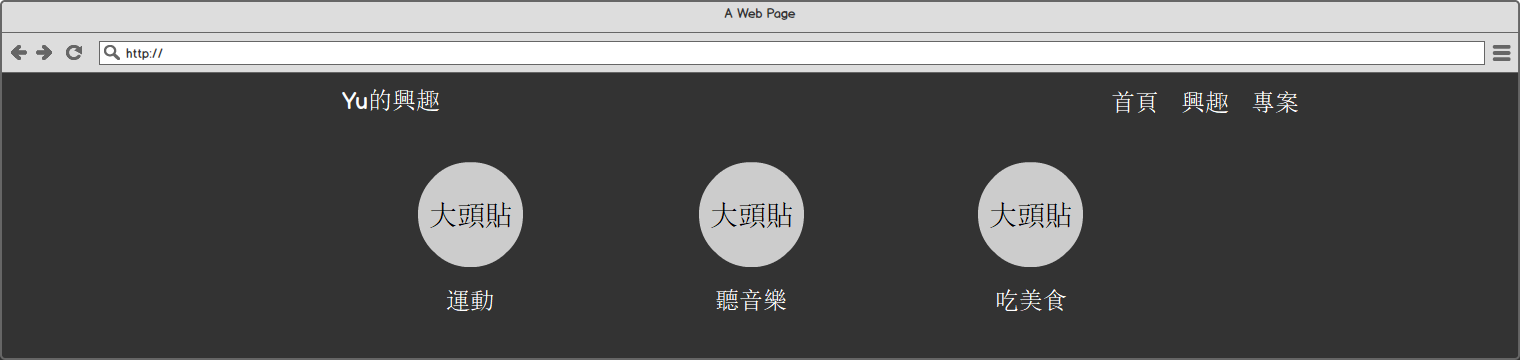 A Web Page
http://
Yu的興趣
首頁 興趣 專案
大頭貼 大頭貼 大頭貼
運動 聽音樂 吃美食